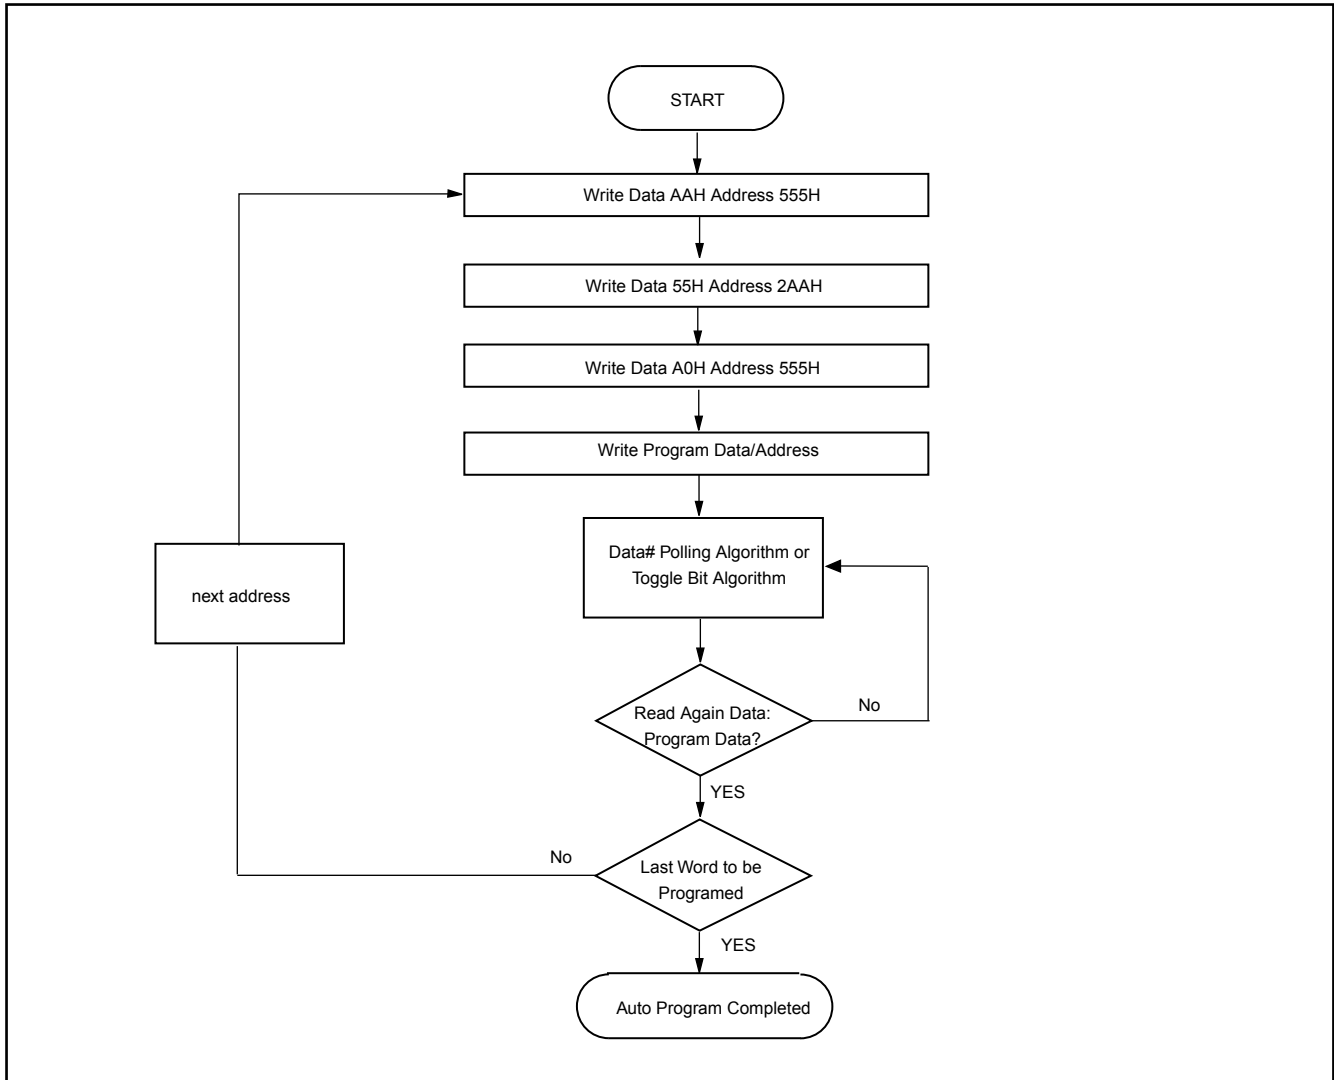 START
Write Data AAH Address 555H
Write Data 55H Address 2AAH
Write Data A0H Address 555H
Write Program Data/Address
Data# Polling Algorithm or
Toggle Bit Algorithm
next address
Read Again Data:
Program Data?
No
YES
No
Last Word to be
Programed
YES
Auto Program Completed